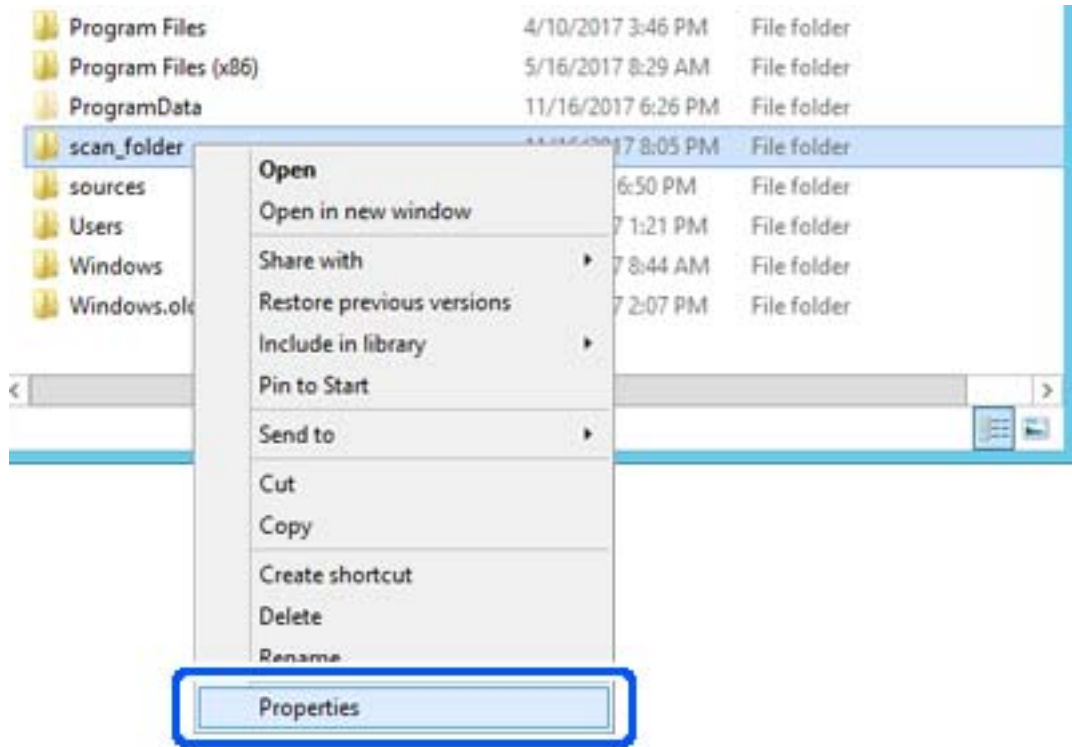 Program Files 4/10/2017 3:46 PM File folder
Program Files (x86) 5/16/2017 8:29 AM File folder
ProgramData 11/16/2017 6:26 PM File folder
scan_folder 8:05 PM File folder
sources 6:50 PM File folder
Users 1:21 PM File folder
Windows 8:44 AM File folder
Windows.old 2:07 PM File folder
Open
Open in new window
Share with
Restore previous versions
Include in library
Pin to Start
Send to
Cut
Copy
Create shortcut
Delete
Rename
Properties